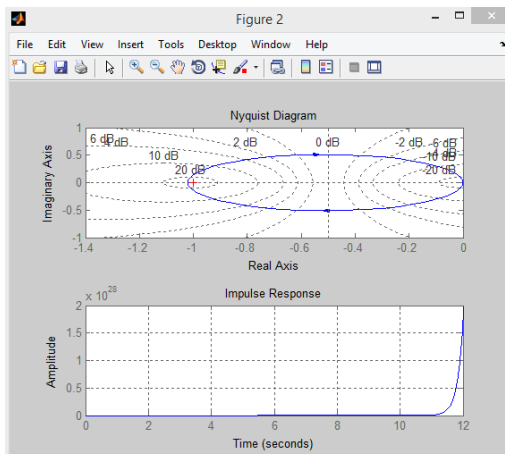 Figure 2
File Edit View Insert Tools Desktop Window Help
Nyquist Diagram
Imaginary Axis
1
0.5
0
-0.5
-1
6 dB 4 dB 2 dB 0 dB -2 dB -4 dB -6 dB
10 dB -10 dB
20 dB -20 dB
-1.4 -1.2 -1 -0.8 -0.6 -0.4 -0.2 0
Real Axis
Impulse Response
x 10^28
Amplitude
2
1.5
1
0.5
0
0 2 4 6 8 10 12
Time (seconds)